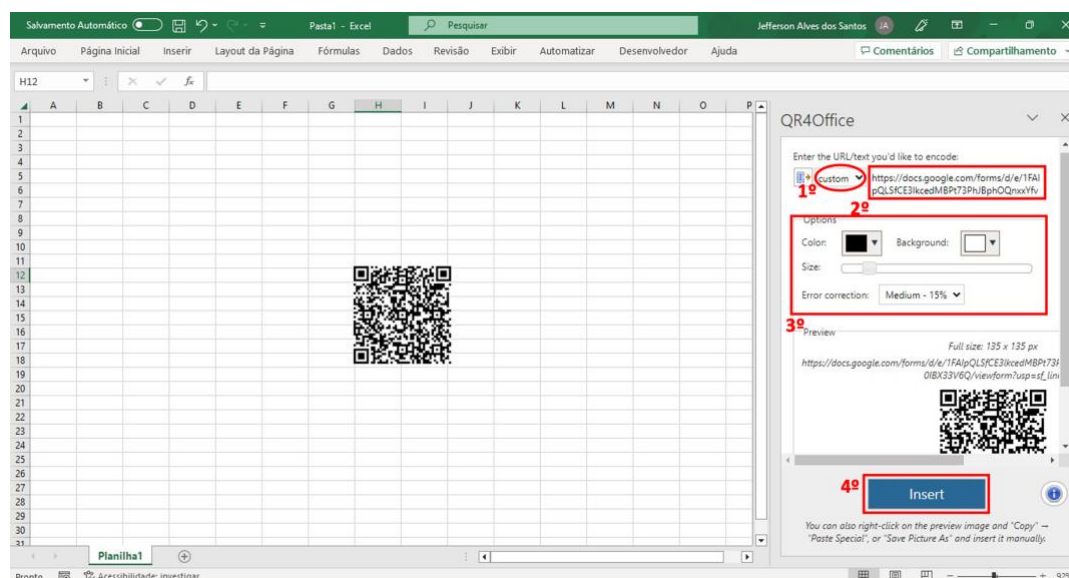 Salvamento Automático Pasta1 - Excel Pesquisar Jefferson Alves dos Santos JA
Arquivo Página Inicial Inserir Layout da Página Fórmulas Dados Revisão Exibir Automatizar Desenvolvedor Ajuda Comentários Compartilhamento
H12 fx
A B C D E F G H I J K L M N O P
1
2
3
4
5
6
7
8
9
10
11
12
13
14
15
16
17
18
19
20
21
22
23
24
25
26
27
28
29
30
31
QR4Office
Enter the URL/text you'd like to encode:
custom https://docs.google.com/forms/d/e/1FAI
1º pQLSfCE3IkcedMBPt73PhJBphOQnxxYfv
2º
Options
Color: Background:
Size:
Error correction: Medium - 15%
3º
Preview
Full size: 135 x 135 px
https://docs.google.com/forms/d/e/1FAIpQLSfCE3IkcedMBPt73
0IBX33V6Q/viewform?usp=sf_lin
4º
Insert
You can also right-click on the preview image and "Copy" →
"Paste Special", or "Save Picture As" and insert it manually.
Planilha1
Pronto Acessibilidade: investigar